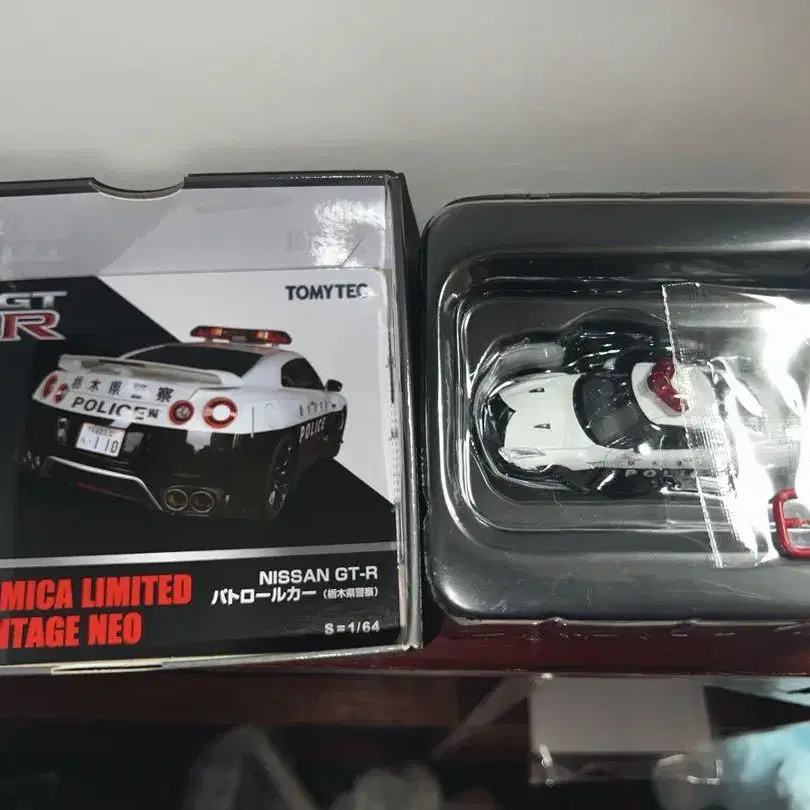 GT
R
TOMYTEC
栃木県警察
POLICE
110
POLICE
NISSAN GT-R
パトロールカー（栃木県警察）
MICA LIMITED
NTAGE NEO
S=1/64